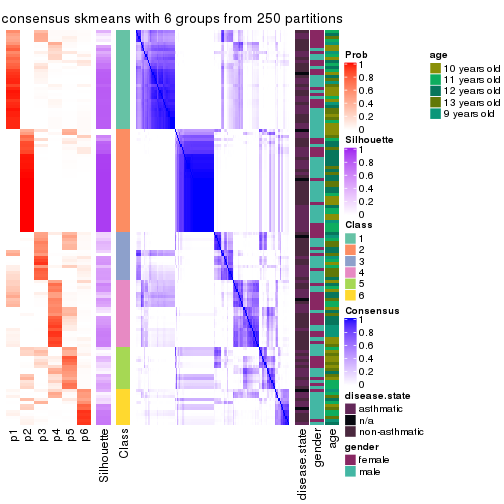 consensus skmeans with 6 groups from 250 partitions
Prob
1
0.8
0.6
0.4
0.2
0
Silhouette
1
0.8
0.6
0.4
0.2
0
Class
1
2
3
4
5
6
Consensus
1
0.8
0.6
0.4
0.2
0
disease.state
asthmatic
n/a
non-asthmatic
gender
female
male
age
10 years old
11 years old
12 years old
13 years old
9 years old
p1
p2
p3
p4
p5
p6
Silhouette
Class
disease.state
gender
age